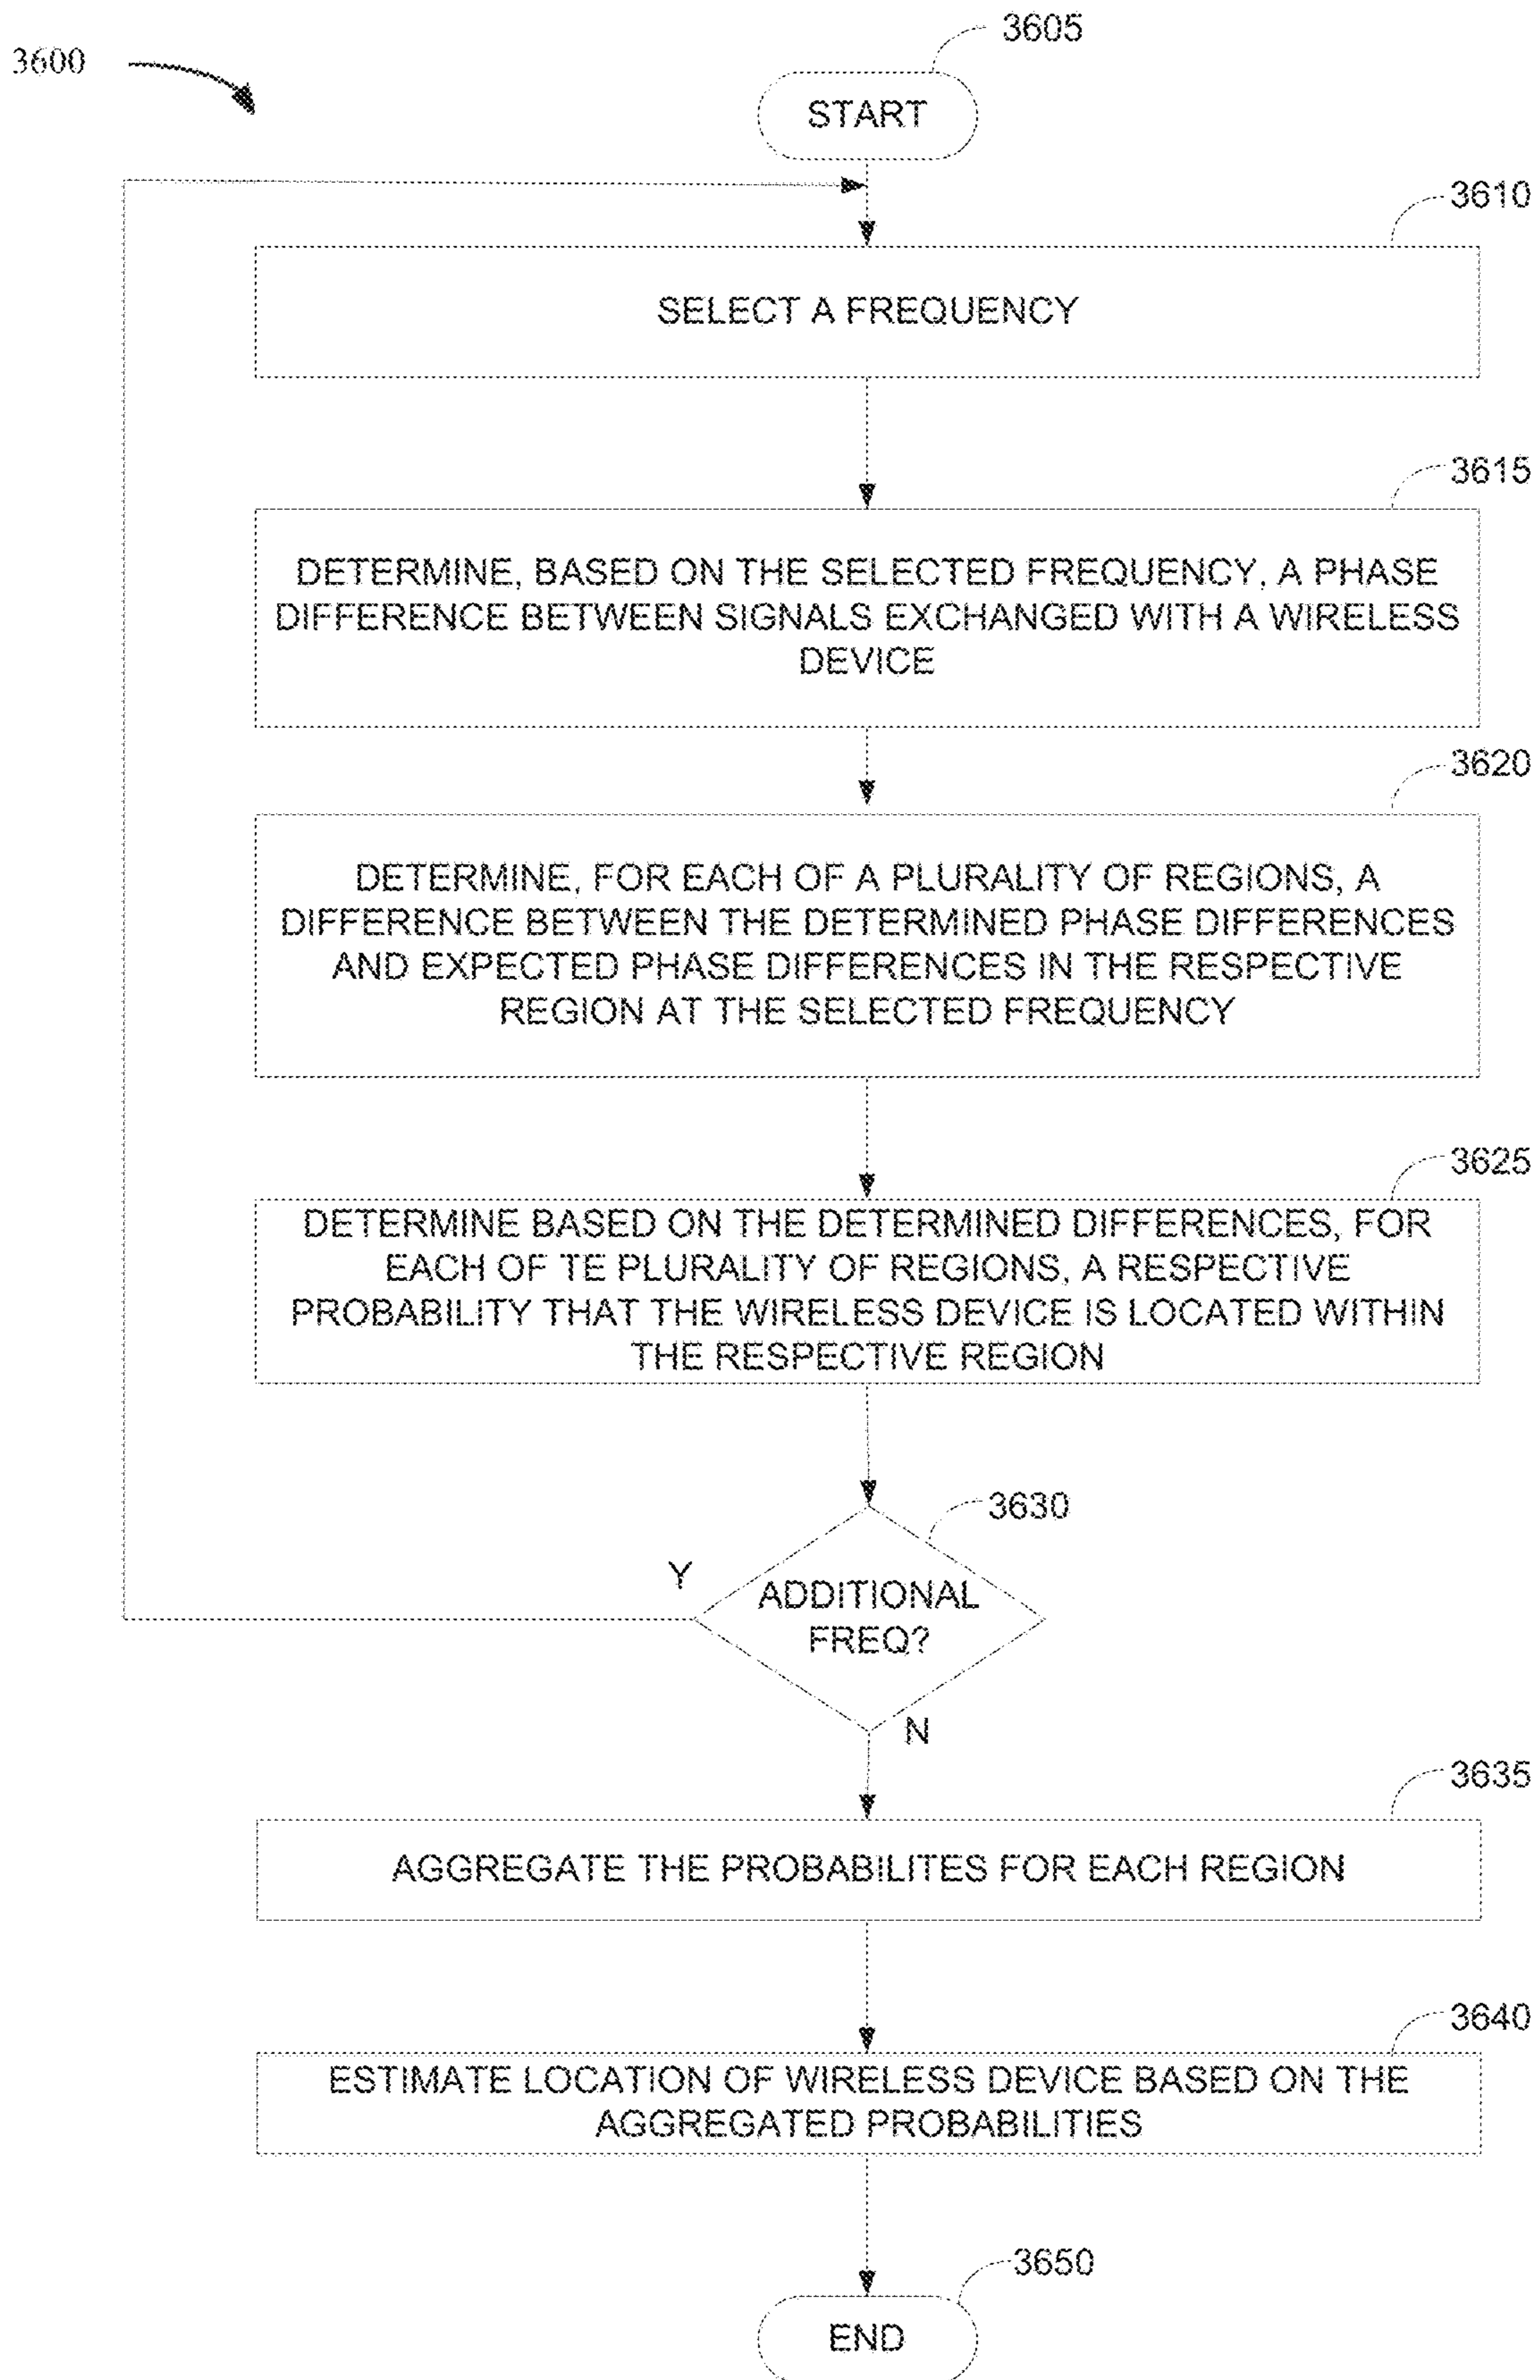 3600
3605
START
3610
SELECT A FREQUENCY
3615
DETERMINE, BASED ON THE SELECTED FREQUENCY, A PHASE
DIFFERENCE BETWEEN SIGNALS EXCHANGED WITH A WIRELESS
DEVICE
3620
DETERMINE, FOR EACH OF A PLURALITY OF REGIONS, A
DIFFERENCE BETWEEN THE DETERMINED PHASE DIFFERENCES
AND EXPECTED PHASE DIFFERENCES IN THE RESPECTIVE
REGION AT THE SELECTED FREQUENCY
3625
DETERMINE BASED ON THE DETERMINED DIFFERENCES, FOR
EACH OF TE PLURALITY OF REGIONS, A RESPECTIVE
PROBABILITY THAT THE WIRELESS DEVICE IS LOCATED WITHIN
THE RESPECTIVE REGION
3630
Y
ADDITIONAL
FREQ?
N
3635
AGGREGATE THE PROBABILITES FOR EACH REGION
3640
ESTIMATE LOCATION OF WIRELESS DEVICE BASED ON THE
AGGREGATED PROBABILITIES
3650
END